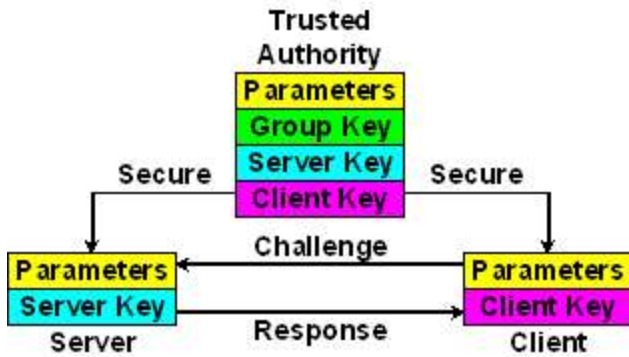 Trusted
Authority
Parameters
Group Key
Server Key
Client Key
Secure
Secure
Challenge
Parameters
Server Key
Server
Response
Parameters
Client Key
Client